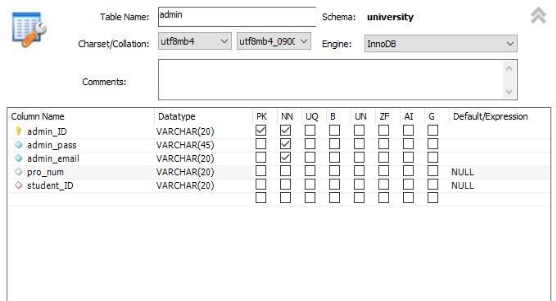 Table Name: admin Schema: university
Charset/Collation: utf8mb4 utf8mb4_090( Engine: InnoDB
Comments:
Column Name Datatype PK NN UQ B UN ZF AI G Default/Expression
admin_ID VARCHAR(20)
admin_pass VARCHAR(45)
admin_email VARCHAR(20)
pro_num VARCHAR(20) NULL
student_ID VARCHAR(20) NULL